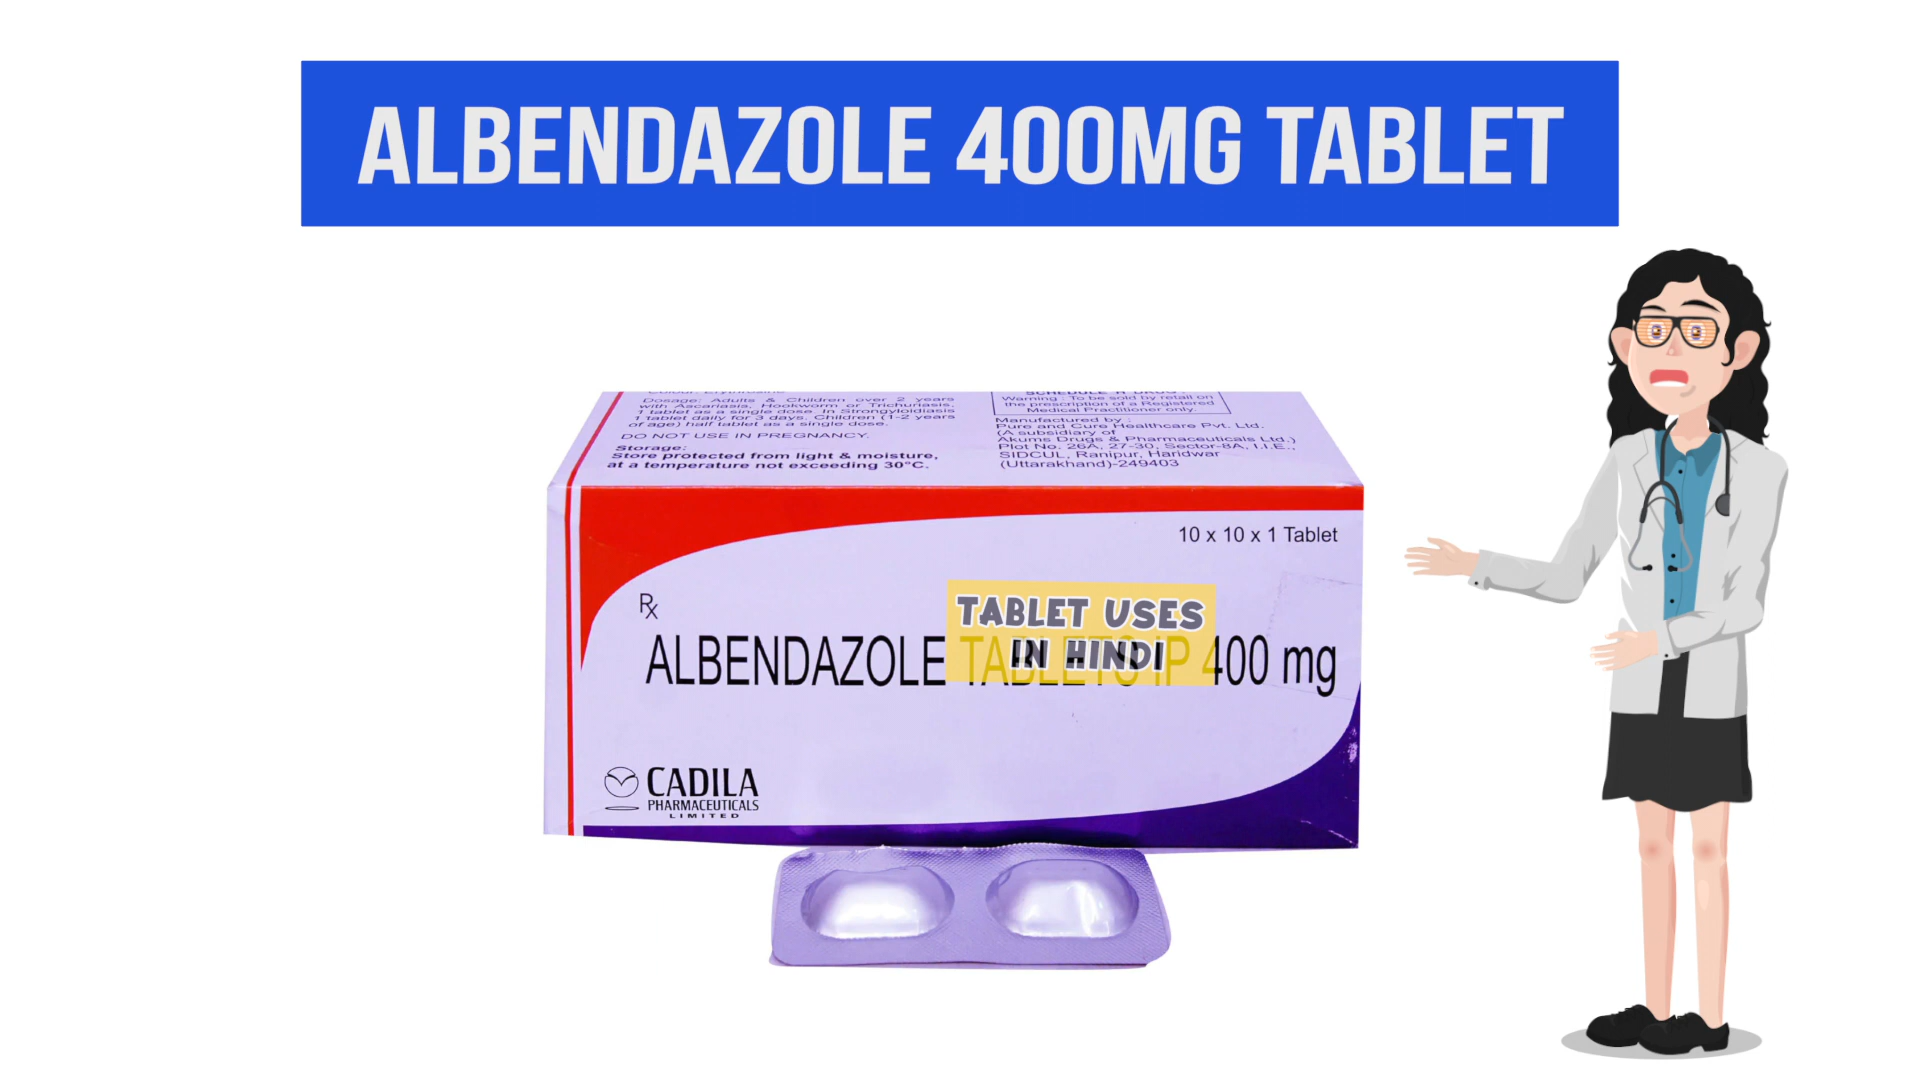 ALBENDAZOLE 400MG TABLET
Dosage: Adults & Children over 2 years
with Ascariasis, Hookworm or Trichuriasis,
1 tablet as a single dose. In Strongyloidiasis
1 tablet daily for 3 days. Children (1-2 years
of age) half tablet as a single dose.
DO NOT USE IN PREGNANCY.
Storage:
Store protected from light & moisture,
at a temperature not exceeding 30°C.
Warning : To be sold by retail on
the prescription of a Registered
Medical Practitioner only.
Manufactured by :
Pure and Cure Healthcare Pvt. Ltd.
(A subsidiary of
Akums Drugs & Pharmaceuticals Ltd.)
Plot No. 26A, 27-30, Sector-8A, I.I.E.,
SIDCUL, Ranipur, Haridwar
(Uttarakhand)-249403
10 x 10 x 1 Tablet
Rx
TABLET USES
IN HINDI
ALBENDAZOLE TABLETS IP 400 mg
CADILA
PHARMACEUTICALS
LIMITED